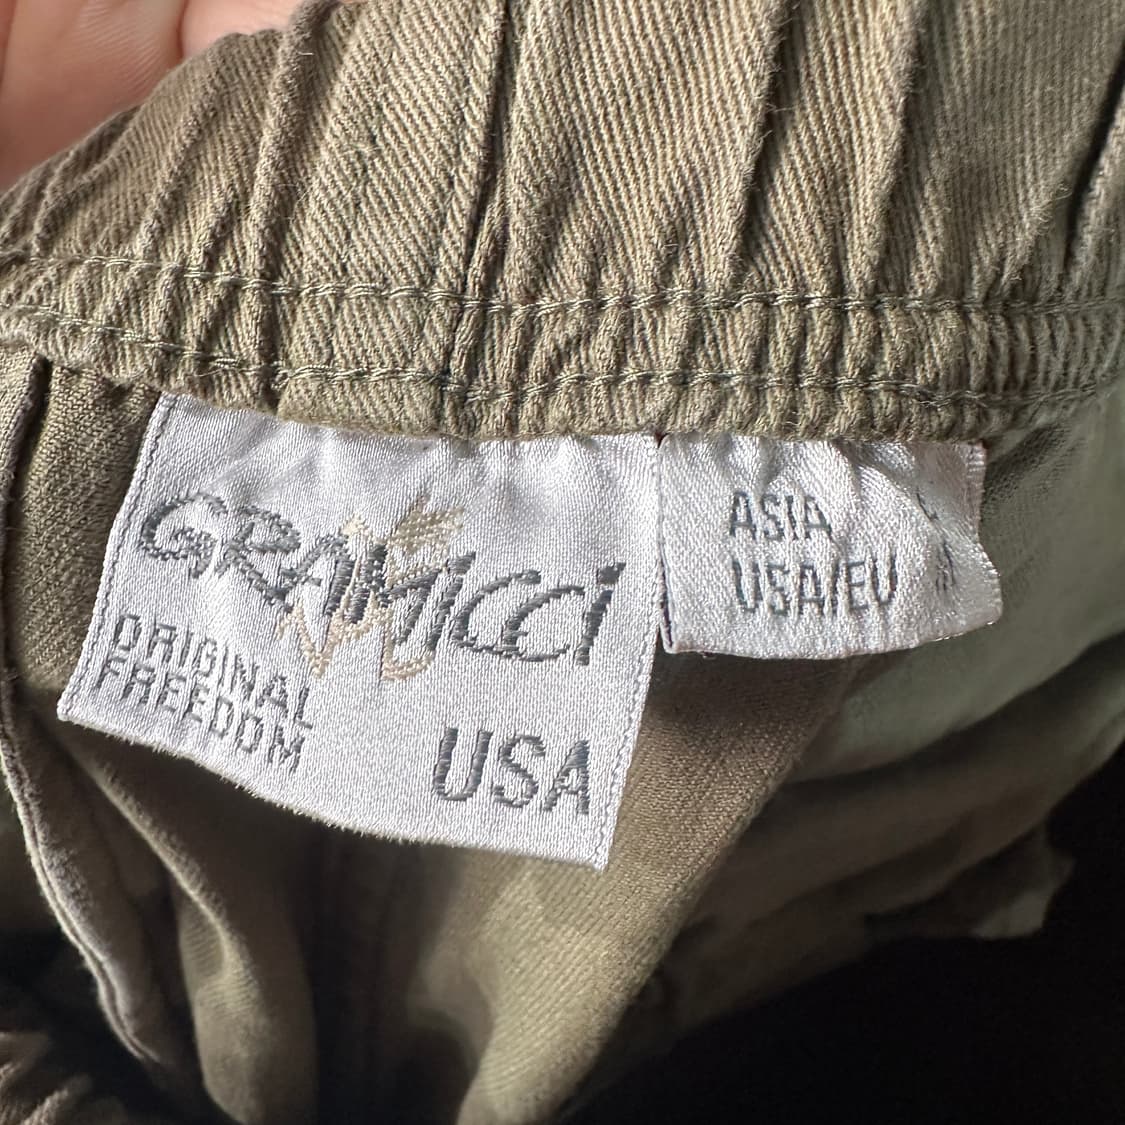 GRAMICCI
ORIGINAL
FREEDOM
USA
ASIA L
USA/EU M